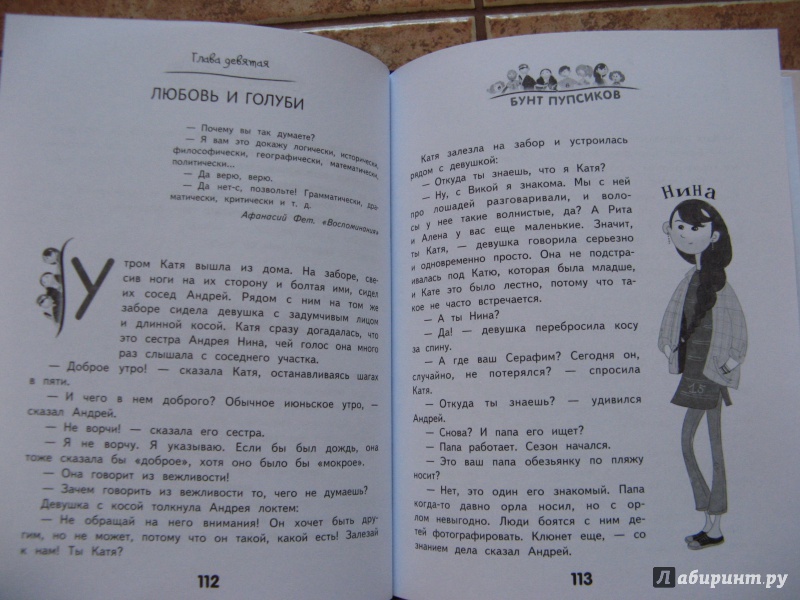 Глава девятая
ЛЮБОВЬ И ГОЛУБИ
— Почему вы так думаете?
— Я вам это докажу логически, исторически,
философически, географически, математически,
политически...
— Да верю, верю.
— Да нет-с, позвольте! Грамматически, дра-
матически, критически и т. д.
Афанасий Фет. «Воспоминания»
Утром Катя вышла из дома. На заборе, све-
сив ноги на их сторону и болтая ими, сидел
их сосед Андрей. Рядом с ним на том же
заборе сидела девушка с задумчивым лицом
и длинной косой. Катя сразу догадалась, что
это сестра Андрея Нина, чей голос она много
раз слышала с соседнего участка.
— Доброе утро! — сказала Катя, останавливаясь шагах
в пяти.
— И чего в нем доброго? Обычное июньское утро, —
сказал Андрей.
— Не ворчи! — сказала его сестра.
— Я не ворчу. Я указываю. Если бы был дождь, она
тоже сказала бы «доброе», хотя оно было бы «мокрое».
— Она говорит из вежливости!
— Зачем говорить из вежливости то, чего не думаешь?
Девушка с косой толкнула Андрея локтем:
— Не обращай на него внимания! Он хочет быть дру-
гим, но не может, потому что он такой, какой есть! Залезай
к нам! Ты Катя?
112
БУНТ ПУПСИКОВ
Катя залезла на забор и устроилась
рядом с девушкой:
— Откуда ты знаешь, что я Катя?
— Ну, с Викой я знакома. Мы с ней
про лошадей разговаривали, и воло-
сы у нее такие волнистые, да? А Рита
и Алена у вас еще маленькие. Значит,
ты Катя, — девушка говорила серьезно
и одновременно просто. Она не подстра-
ивалась под Катю, которая была младше,
и Кате это было лестно, потому что та-
кое не часто встречается.
— А ты Нина?
— Да! — девушка перебросила косу
за спину.
— А где ваш Серафим? Сегодня он,
случайно, не потерялся? — спросила
Катя.
— Откуда ты знаешь? — удивился
Андрей.
— Снова? И папа его ищет?
— Папа работает. Сезон начался.
— Это ваш папа обезьянку по пляжу
носит?
— Нет, это один его знакомый. Папа
когда-то давно орла носил, но с ор-
лом невыгодно. Люди боятся с ним де-
тей фотографировать. Клюнет еще, — со
знанием дела сказал Андрей.
Нина
113
Лабиринт.ру